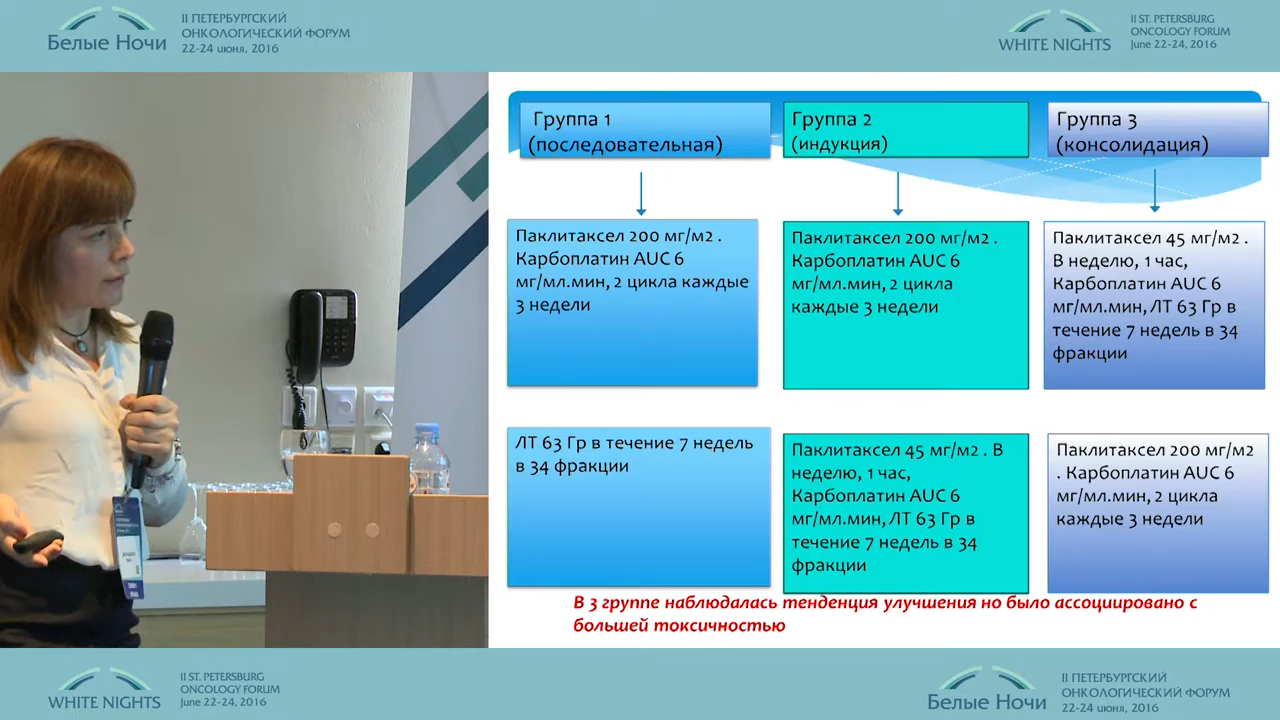 II ПЕТЕРБУРГСКИЙ
ОНКОЛОГИЧЕСКИЙ ФОРУМ
22-24 июня, 2016
Белые Ночи
II ST. PETERSBURG
ONCOLOGY FORUM
June 22-24, 2016
WHITE NIGHTS
Группа 1
(последовательная)
Группа 2
(индукция)
Группа 3
(консолидация)
Паклитаксел 200 мг/м2 .
Карбоплатин AUC 6
мг/мл.мин, 2 цикла каждые
3 недели
Паклитаксел 200 мг/м2 .
Карбоплатин AUC 6
мг/мл.мин, 2 цикла
каждые 3 недели
Паклитаксел 45 мг/м2 .
В неделю, 1 час,
Карбоплатин AUC 6
мг/мл.мин, ЛТ 63 Гр в
течение 7 недель в 34
фракции
ЛТ 63 Гр в течение 7 недель
в 34 фракции
Паклитаксел 45 мг/м2 . В
неделю, 1 час,
Карбоплатин AUC 6
мг/мл.мин, ЛТ 63 Гр в
течение 7 недель в 34
фракции
Паклитаксел 200 мг/м2
. Карбоплатин AUC 6
мг/мл.мин, 2 цикла
каждые 3 недели
В 3 группе наблюдалась тенденция улучшения но было ассоциировано с
большей токсичностью
WHITE NIGHTS
II ST. PETERSBURG
ONCOLOGY FORUM
June 22-24, 2016
Белые Ночи
II ПЕТЕРБУРГСКИЙ
ОНКОЛОГИЧЕСКИЙ ФОРУМ
22-24 июня, 2016